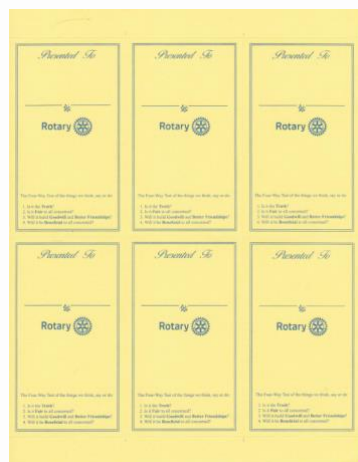 Presented To
by
Rotary
The Four-Way Test of the things we think, say or do:
1. Is it the Truth?
2. Is it Fair to all concerned?
3. Will it build Goodwill and Better Friendships?
4. Will it be Beneficial to all concerned?
Presented To
by
Rotary
The Four-Way Test of the things we think, say or do:
1. Is it the Truth?
2. Is it Fair to all concerned?
3. Will it build Goodwill and Better Friendships?
4. Will it be Beneficial to all concerned?
Presented To
by
Rotary
The Four-Way Test of the things we think, say or do:
1. Is it the Truth?
2. Is it Fair to all concerned?
3. Will it build Goodwill and Better Friendships?
4. Will it be Beneficial to all concerned?
Presented To
by
Rotary
The Four-Way Test of the things we think, say or do:
1. Is it the Truth?
2. Is it Fair to all concerned?
3. Will it build Goodwill and Better Friendships?
4. Will it be Beneficial to all concerned?
Presented To
by
Rotary
The Four-Way Test of the things we think, say or do:
1. Is it the Truth?
2. Is it Fair to all concerned?
3. Will it build Goodwill and Better Friendships?
4. Will it be Beneficial to all concerned?
Presented To
by
Rotary
The Four-Way Test of the things we think, say or do:
1. Is it the Truth?
2. Is it Fair to all concerned?
3. Will it build Goodwill and Better Friendships?
4. Will it be Beneficial to all concerned?